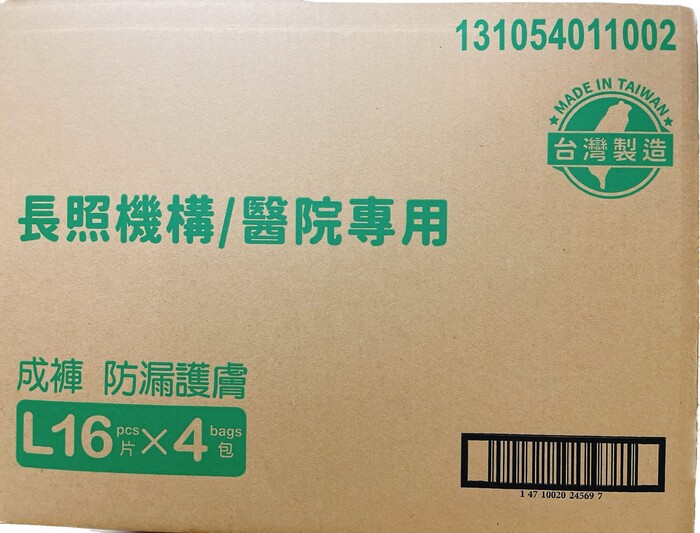 131054011002
MADE IN TAIWAN
台灣製造
長照機構/醫院專用
成褲 防漏護膚
L16 pcs 片 × 4 bags 包
1 47 10020 24569 7